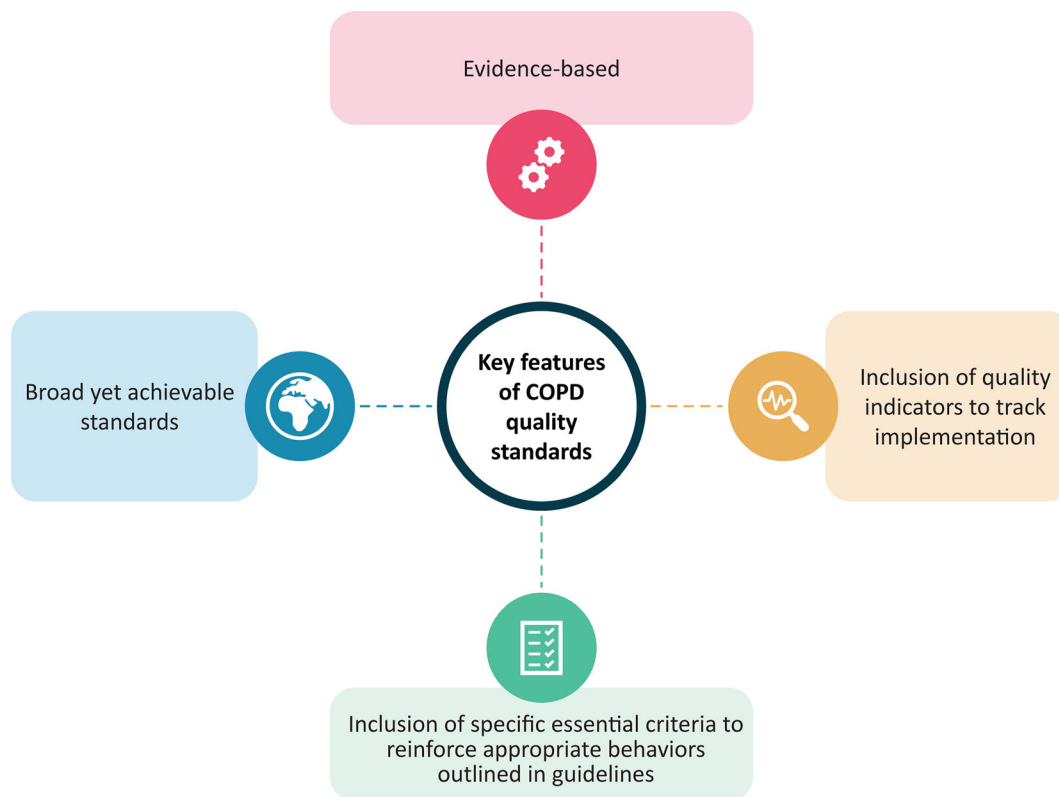 Evidence-based
Broad yet achievable
standards
Key features
of COPD
quality
standards
Inclusion of quality
indicators to track
implementation
Inclusion of specific essential criteria to
reinforce appropriate behaviors
outlined in guidelines